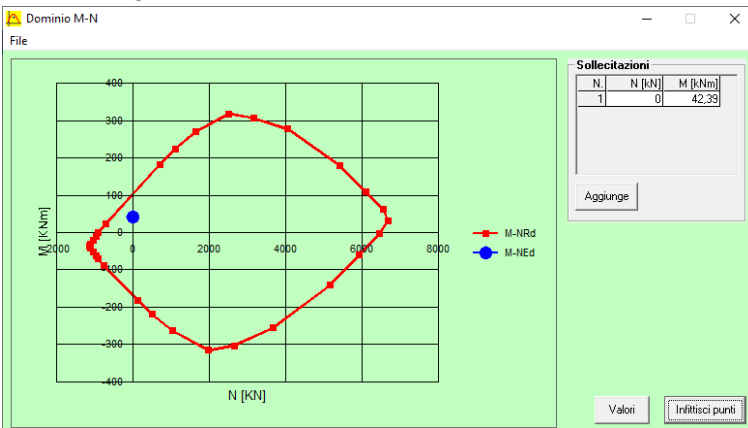 Dominio M-N
File
400
300
200
100
0
-100
-200
-300
-400
-2000
0
2000
4000
6000
8000
M [KNm]
N [KN]
M-NRd
M-NEd
Sollecitazioni
N. N [kN] M [kNm]
1 0 42,39
Aggiunge
Valori
Infittisci punti